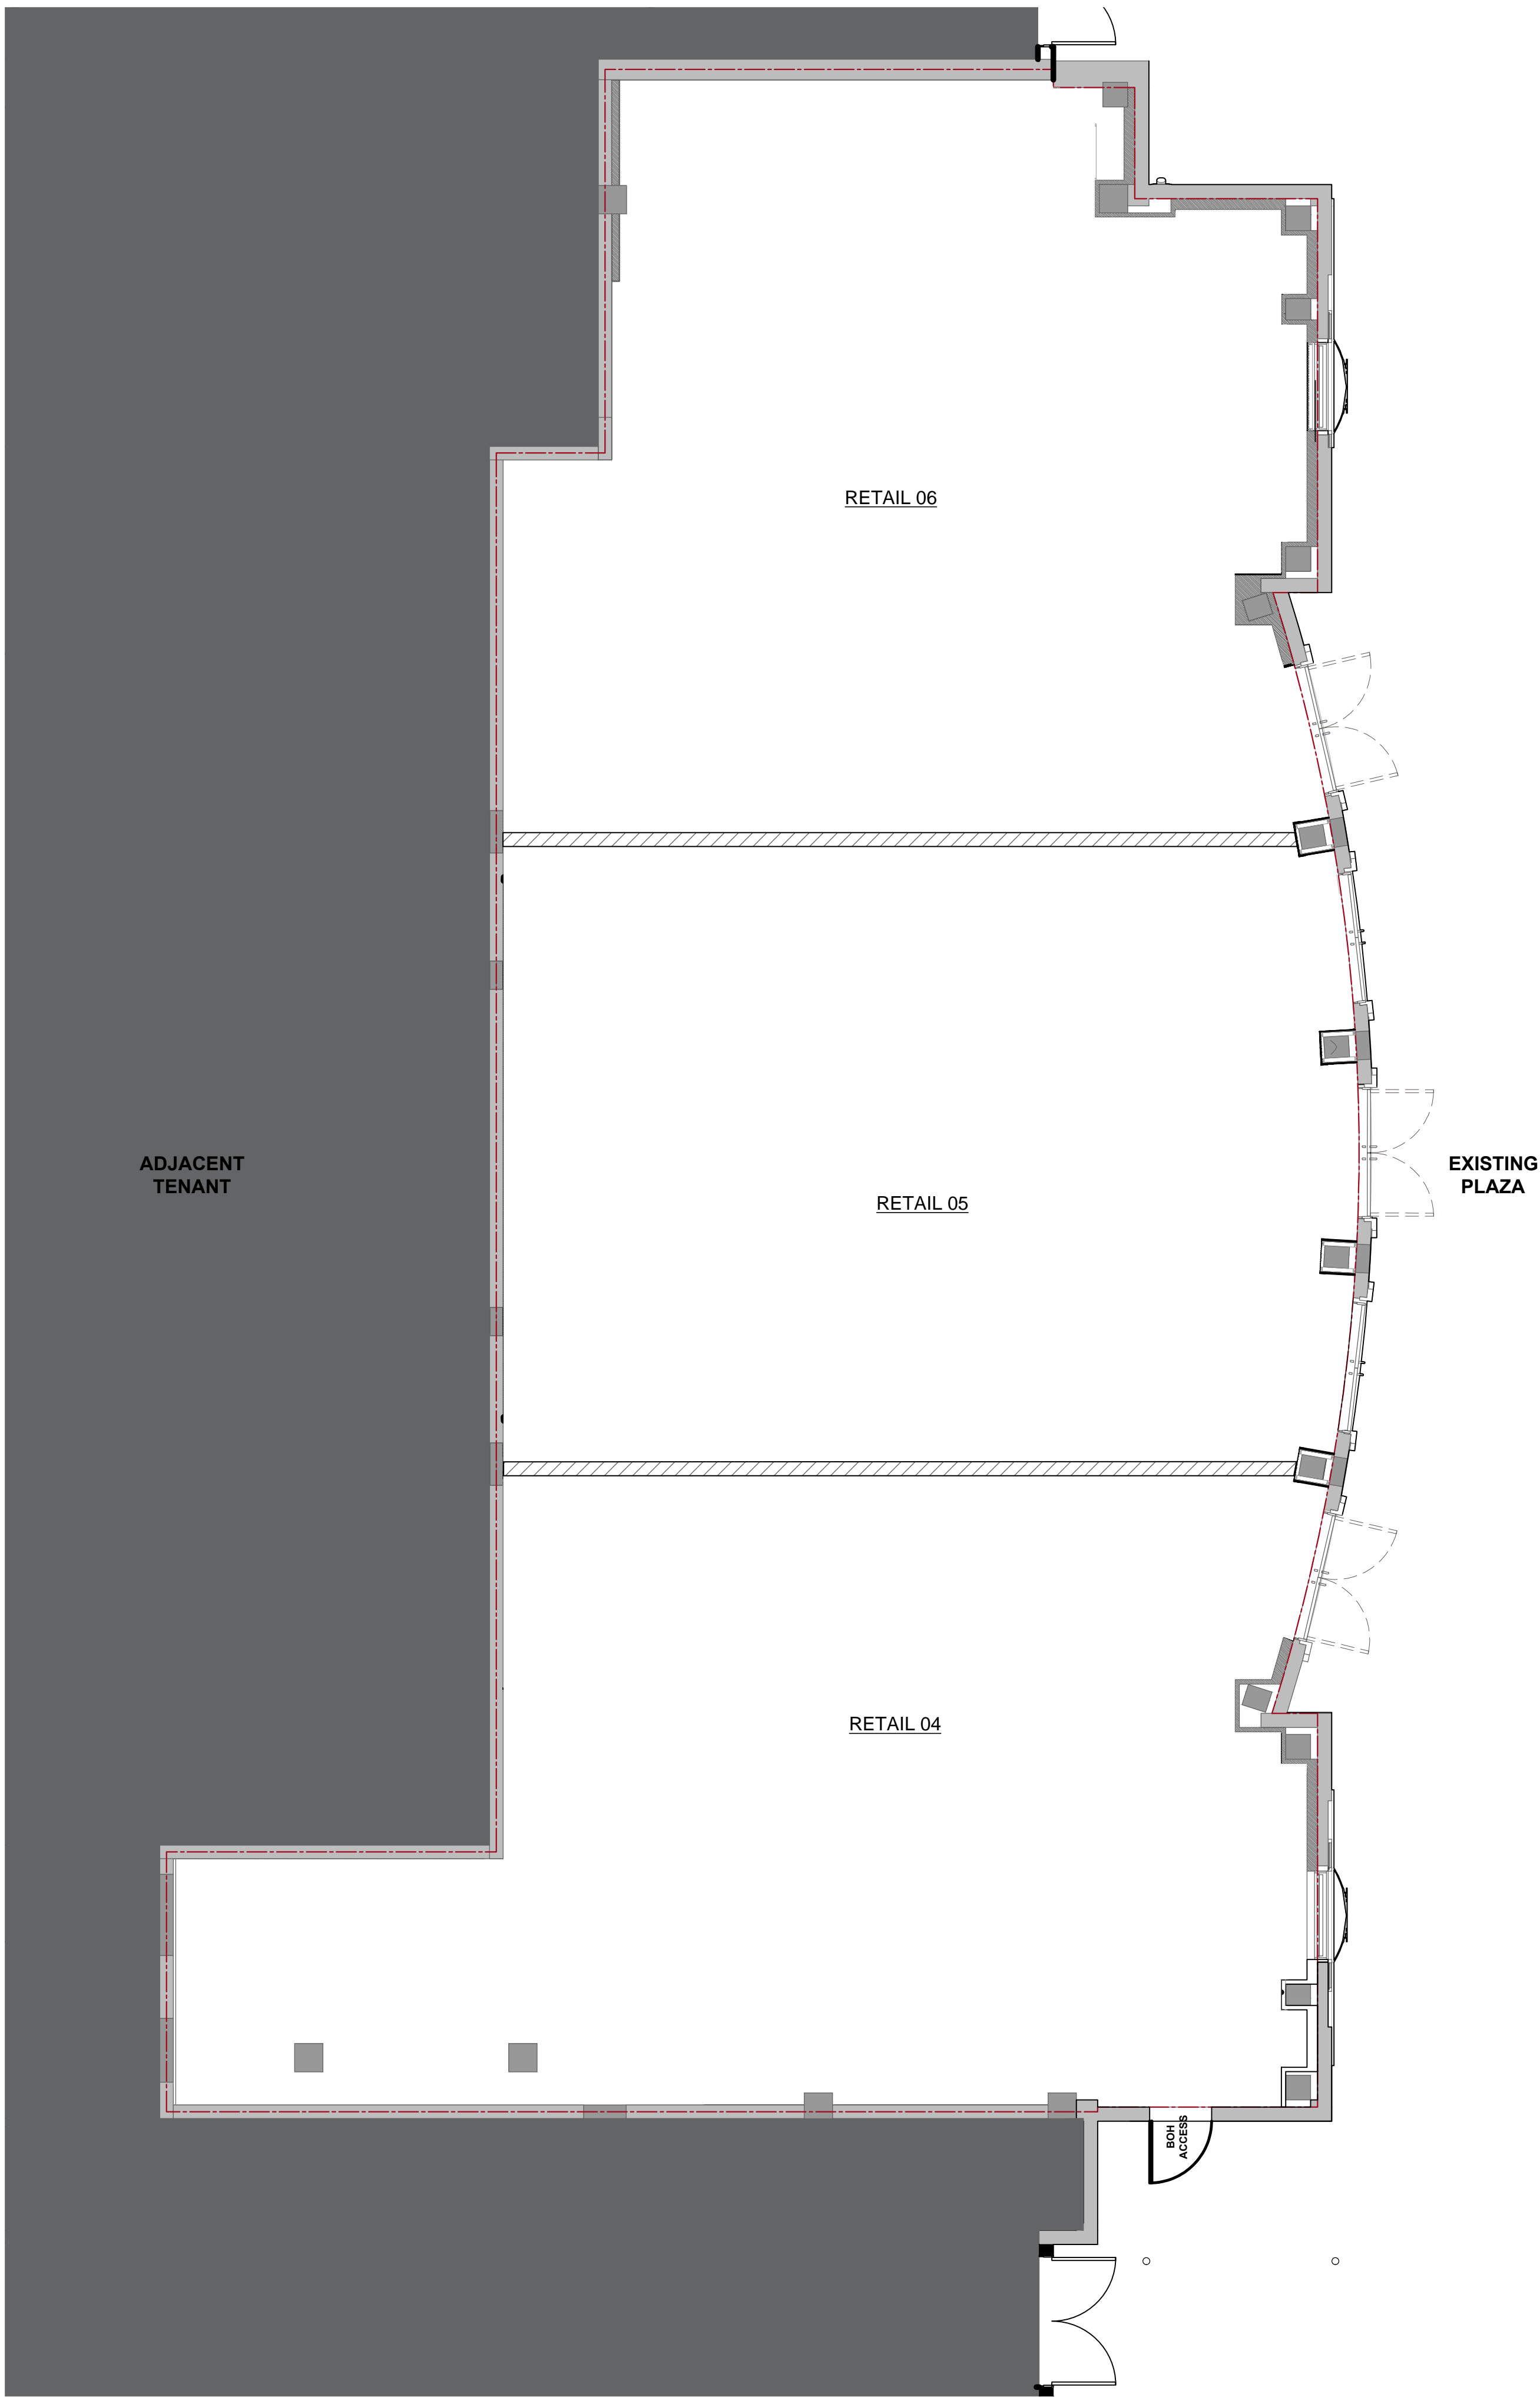 RETAIL 06
ADJACENT
TENANT
EXISTING
PLAZA
RETAIL 05
RETAIL 04
BOH
ACCESS